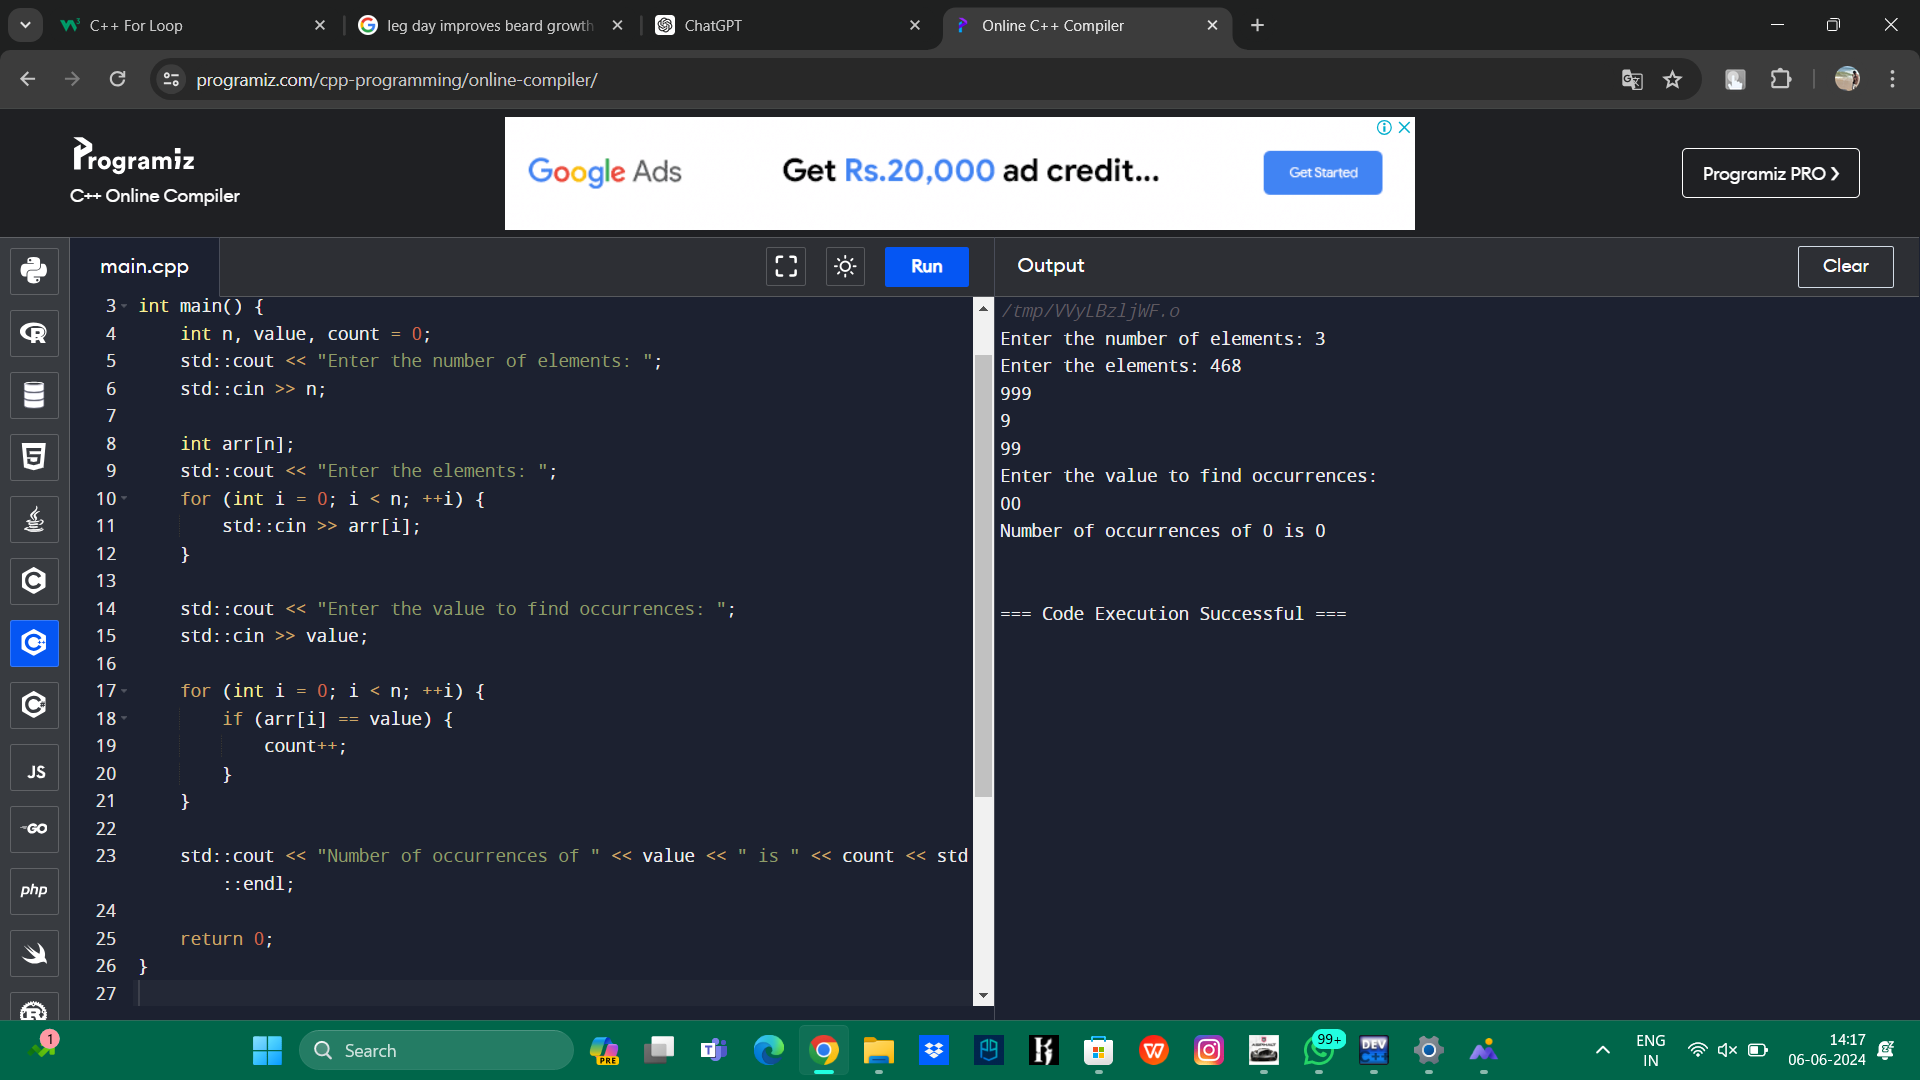 C++ For Loop
leg day improves beard growth
ChatGPT
Online C++ Compiler
programiz.com/cpp-programming/online-compiler/
Programiz
C++ Online Compiler
Google Ads
Get Rs.20,000 ad credit...
Get Started
Programiz PRO ❯
main.cpp
Run
3 int main() {
4     int n, value, count = 0;
5     std::cout << "Enter the number of elements: ";
6     std::cin >> n;
7
8     int arr[n];
9     std::cout << "Enter the elements: ";
10     for (int i = 0; i < n; ++i) {
11         std::cin >> arr[i];
12     }
13
14     std::cout << "Enter the value to find occurrences: ";
15     std::cin >> value;
16
17     for (int i = 0; i < n; ++i) {
18         if (arr[i] == value) {
19             count++;
20         }
21     }
22
23     std::cout << "Number of occurrences of " << value << " is " << count << std
::endl;
24
25     return 0;
26 }
27
Output
Clear
/tmp/VVyLBzljWF.o
Enter the number of elements: 3
Enter the elements: 468
999
9
99
Enter the value to find occurrences:
OO
Number of occurrences of 0 is 0
=== Code Execution Successful ===
JS
GO
php
1
Search
PRE
99+
DEV
C++
ENG
IN
14:17
06-06-2024